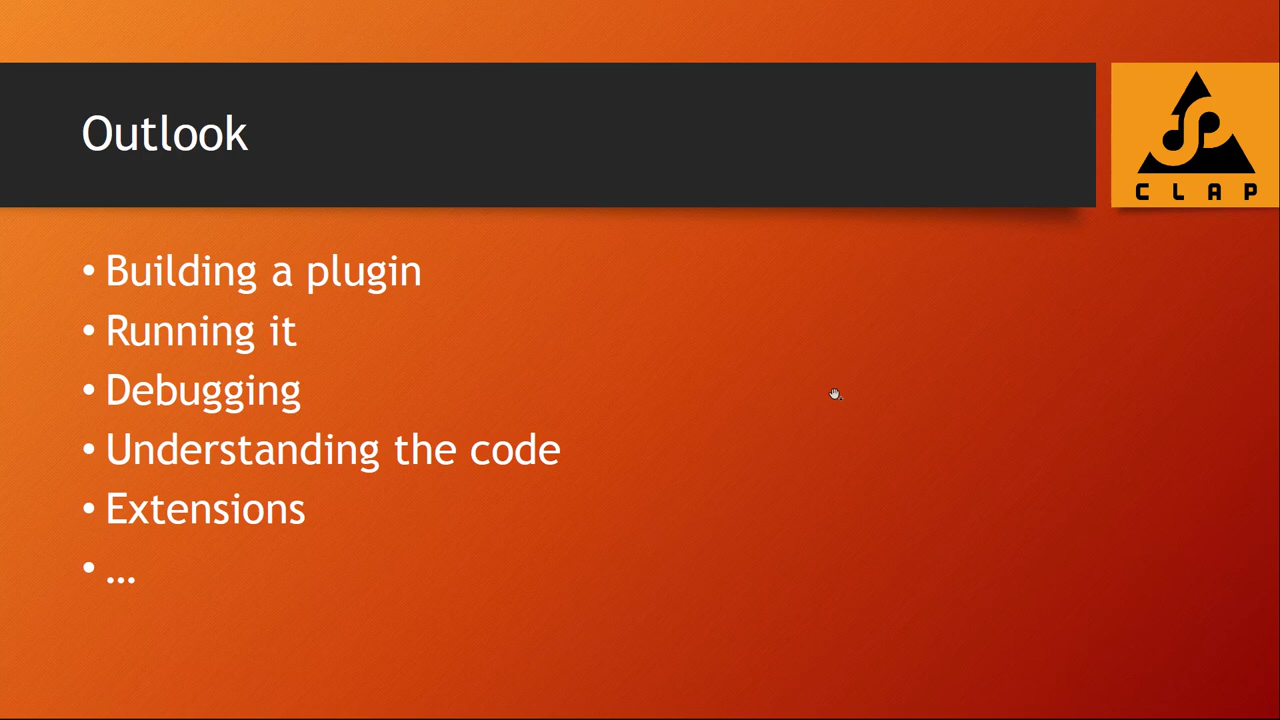 Outlook
CLAP
• Building a plugin
• Running it
• Debugging
• Understanding the code
• Extensions
• …